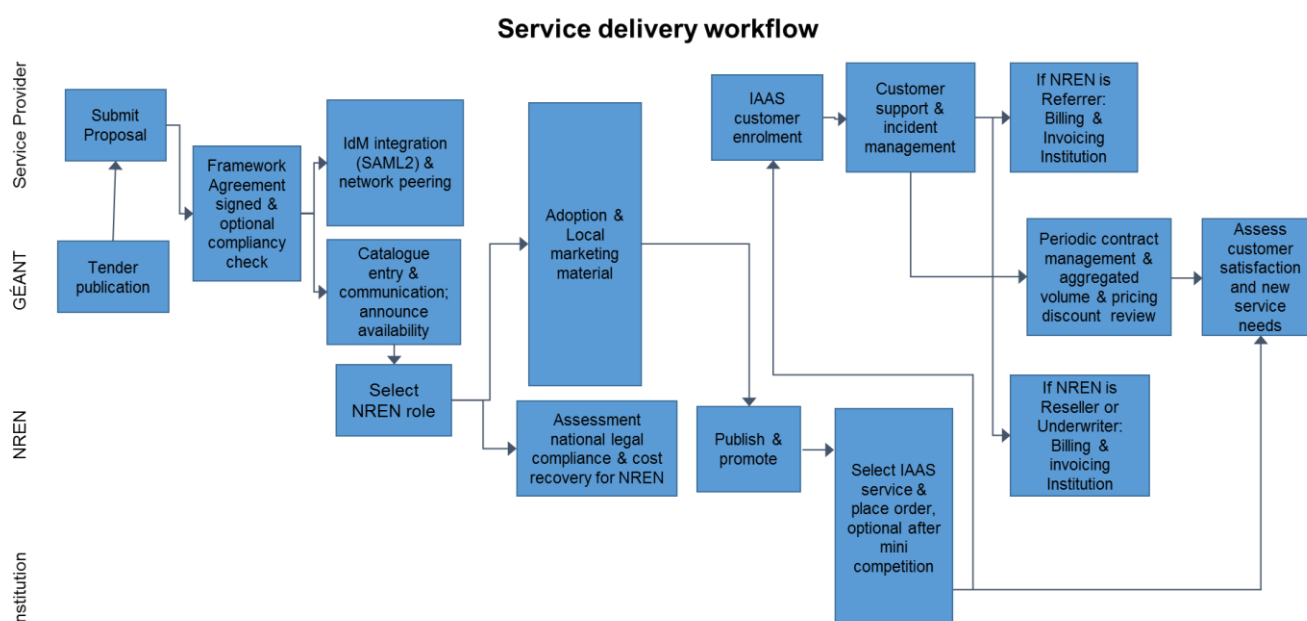 Service delivery workflow
Service Provider
GÉANT
NREN
nstitution
Submit
Proposal
Tender
publication
Framework
Agreement
signed &
optional
compliancy
check
IdM integration
(SAML2) &
network peering
Catalogue
entry &
communication;
announce
availability
Select
NREN role
Adoption &
Local
marketing
material
Assessment
national legal
compliance & cost
recovery for NREN
Publish &
promote
IAAS
customer
enrolment
Customer
support &
incident
management
Select IAAS
service &
place order,
optional after
mini
competition
If NREN is
Referrer:
Billing &
Invoicing
Institution
Periodic contract
management &
aggregated
volume & pricing
discount review
If NREN is
Reseller or
Underwriter:
Billing &
invoicing
Institution
Assess
customer
satisfaction
and new
service
needs